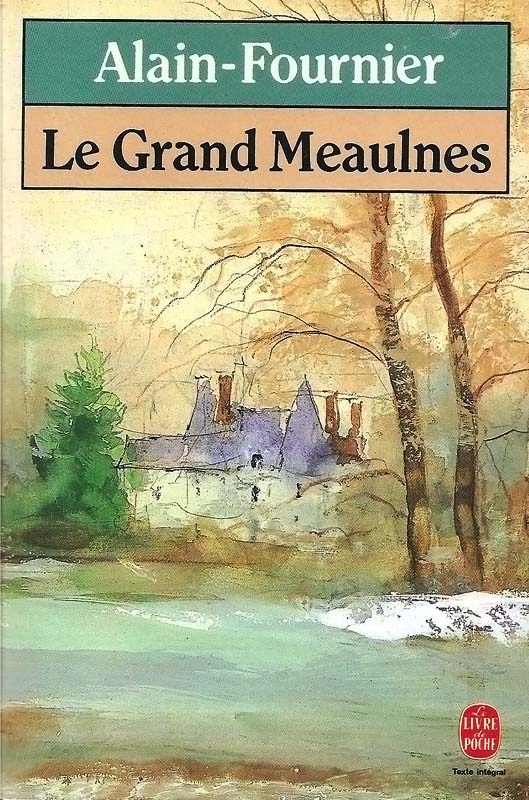 Alain-Fournier
Le Grand Meaulnes
Le
LIVRE
de
POCHE
Texte intégral